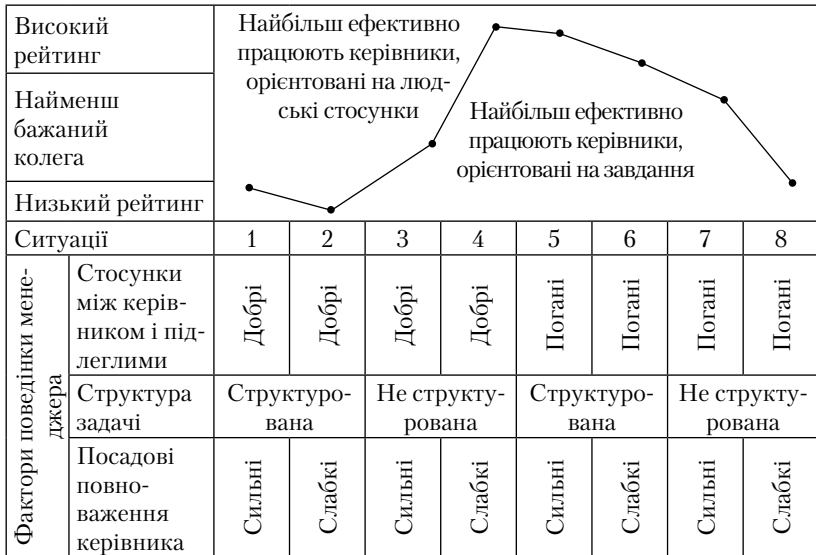 Високий
рейтинг
Найменш
бажаний
колега
Низький рейтинг
Найбільш ефективно
працюють керівники,
орієнтовані на люд-
ські стосунки
Найбільш ефективно
працюють керівники,
орієнтовані на завдання
Ситуації 1 2 3 4 5 6 7 8
Фактори поведінки мене-
джера
Стосунки
між керів-
ником і під-
леглими
Добрі Добрі Добрі Добрі Погані Погані Погані Погані
Структура
задачі
Структуро-
вана
Не structу-
рована
Структуро-
вана
Не структу-
рована
Посадові
повно-
важення
керівника
Сильні Слабкі Сильні Слабкі Сильні Слабкі Сильні Слабкі